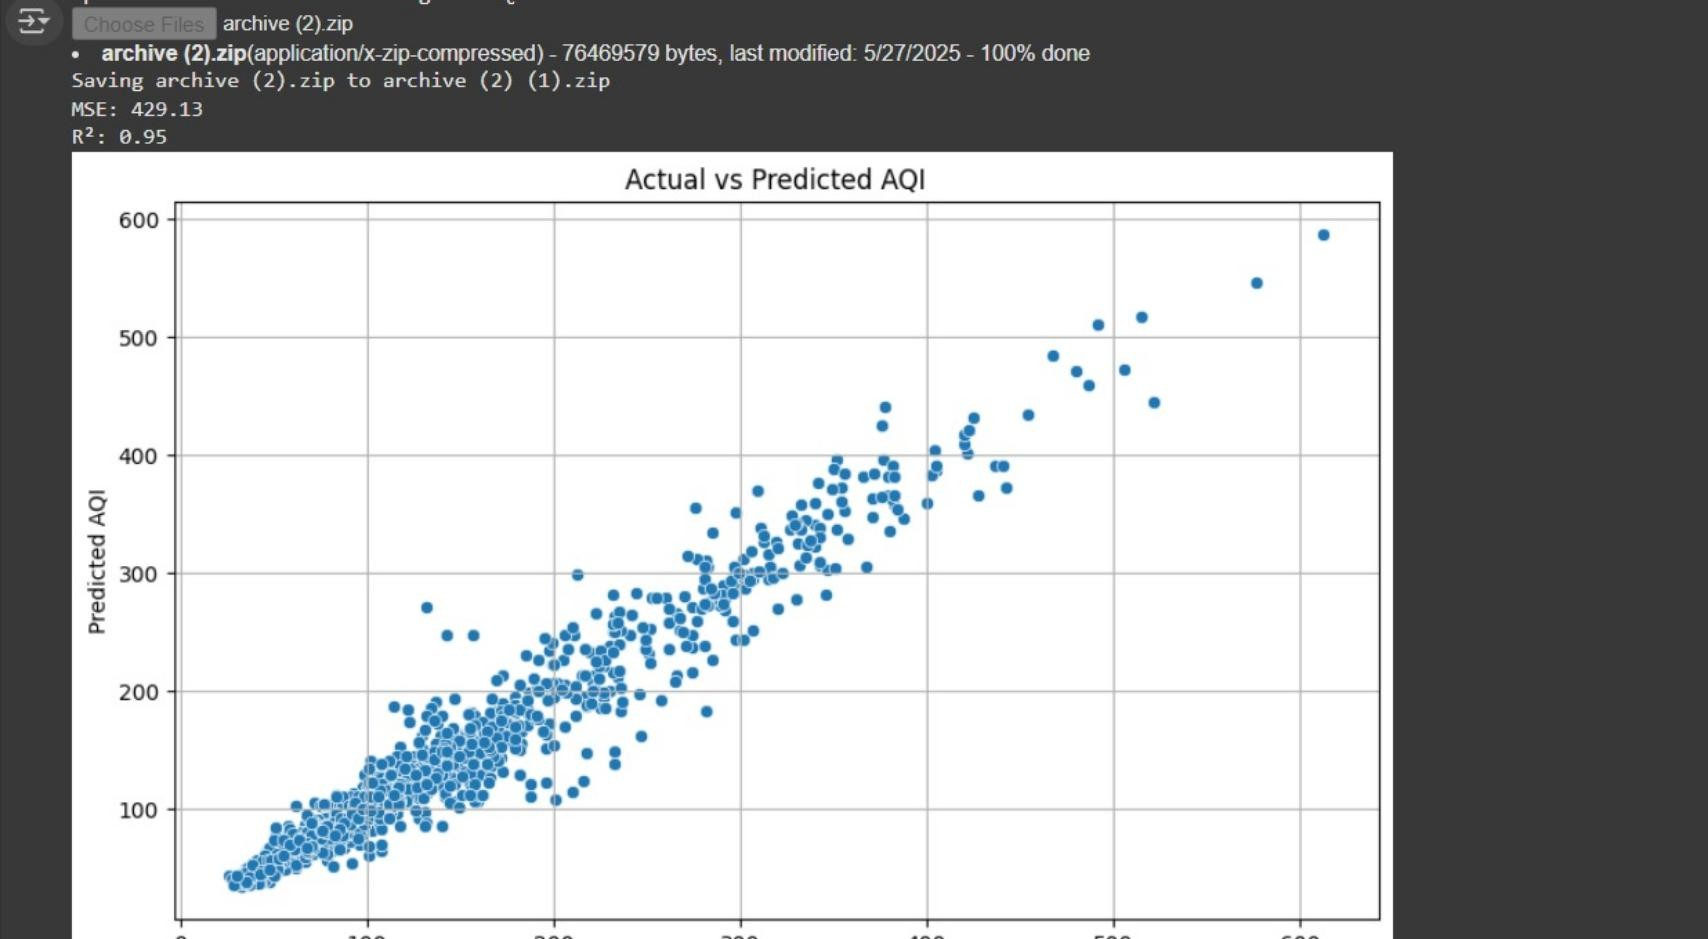 Choose Files archive (2).zip
• archive (2).zip(application/x-zip-compressed) - 76469579 bytes, last modified: 5/27/2025 - 100% done
Saving archive (2).zip to archive (2) (1).zip
MSE: 429.13
R²: 0.95
Actual vs Predicted AQI
600
500
400
300
200
100
Predicted AQI